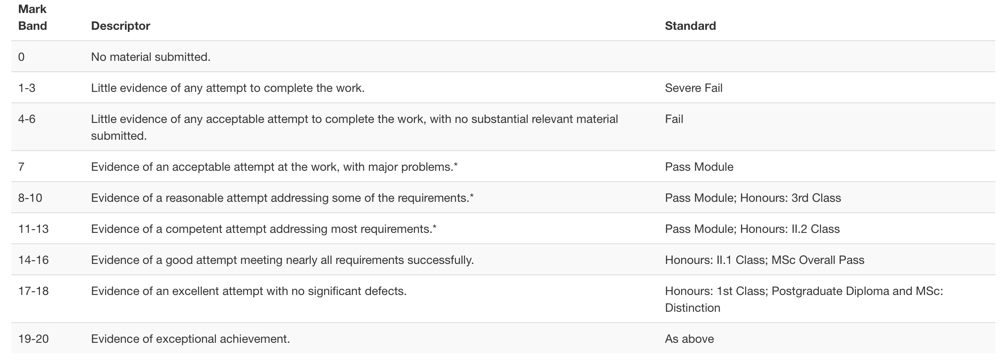 Mark
Band Descriptor Standard
0 No material submitted.
1-3 Little evidence of any attempt to complete the work. Severe Fail
4-6 Little evidence of any acceptable attempt to complete the work, with no substantial relevant material Fail
submitted.
7 Evidence of an acceptable attempt at the work, with major problems.* Pass Module
8-10 Evidence of a reasonable attempt addressing some of the requirements.* Pass Module; Honours: 3rd Class
11-13 Evidence of a competent attempt addressing most requirements.* Pass Module; Honours: II.2 Class
14-16 Evidence of a good attempt meeting nearly all requirements successfully. Honours: II.1 Class; MSc Overall Pass
17-18 Evidence of an excellent attempt with no significant defects. Honours: 1st Class; Postgraduate Diploma and MSc:
Distinction
19-20 Evidence of exceptional achievement. As above